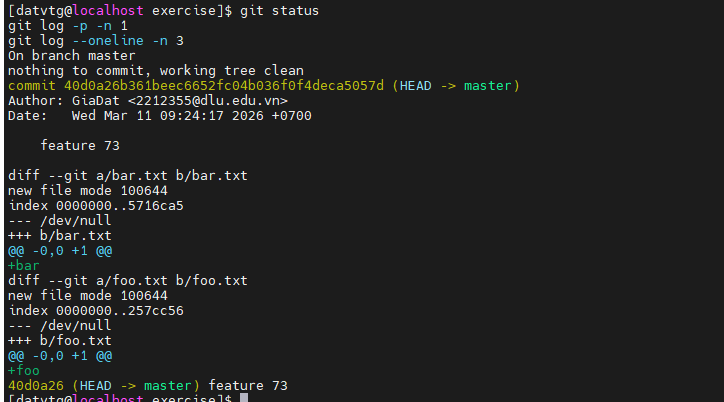 [datvtg@localhost exercise]$ git status
git log -p -n 1
git log --oneline -n 3
On branch master
nothing to commit, working tree clean
commit 40d0a26b361beec6652fc04b036f0f4deca5057d (HEAD -> master)
Author: GiaDat <2212355@dlu.edu.vn>
Date:   Wed Mar 11 09:24:17 2026 +0700
    feature 73
diff --git a/bar.txt b/bar.txt
new file mode 100644
index 0000000..5716ca5
--- /dev/null
+++ b/bar.txt
@@ -0,0 +1 @@
+bar
diff --git a/foo.txt b/foo.txt
new file mode 100644
index 0000000..257cc56
--- /dev/null
+++ b/foo.txt
@@ -0,0 +1 @@
+foo
40d0a26 (HEAD -> master) feature 73
[datvtg@localhost exercise]$